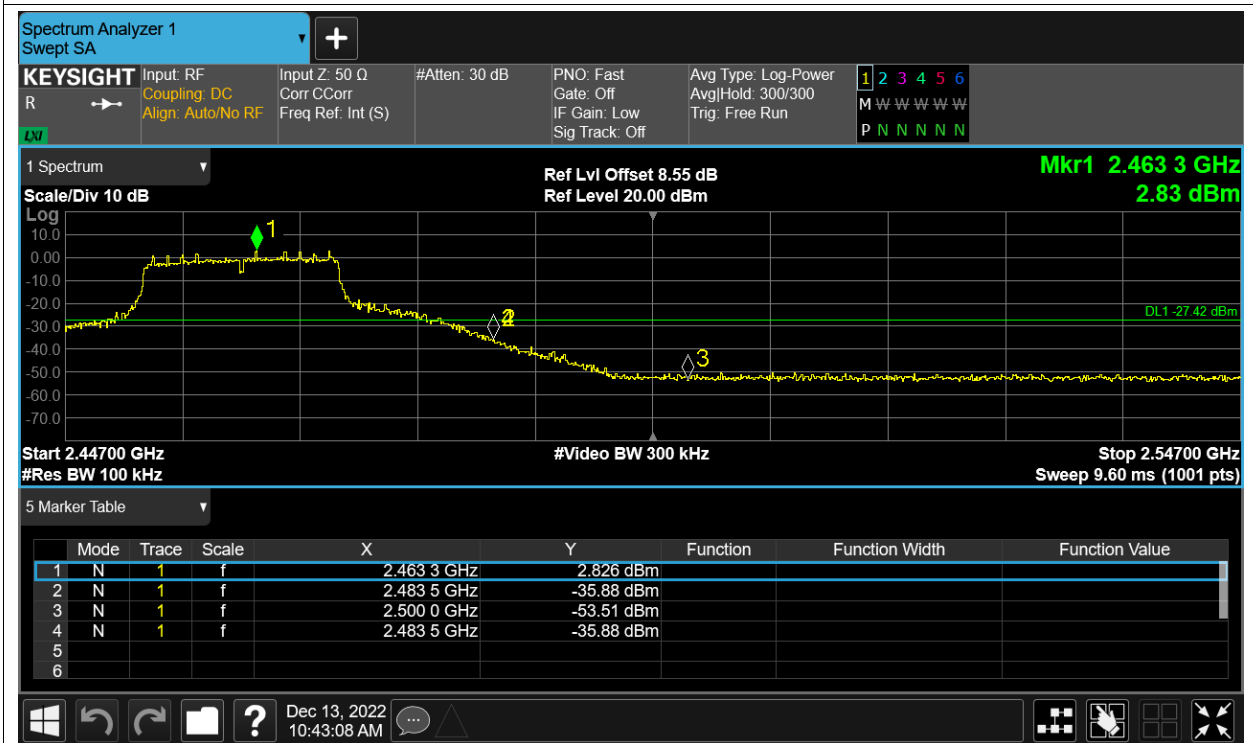 Spectrum Analyzer 1
Swept SA
KEYSIGHT
R
LXI
Input: RF
Coupling: DC
Align: Auto/No RF
Input Z: 50 Ω
Corr CCorr
Freq Ref: Int (S)
#Atten: 30 dB
PNO: Fast
Gate: Off
IF Gain: Low
Sig Track: Off
Avg Type: Log-Power
Avg|Hold: 300/300
Trig: Free Run
1 2 3 4 5 6
M W W W W W
P N N N N N
1 Spectrum
Scale/Div 10 dB
Ref Lvl Offset 8.55 dB
Ref Level 20.00 dBm
Mkr1 2.463 3 GHz
2.83 dBm
Log
10.0
0.00
-10.0
-20.0
-30.0
-40.0
-50.0
-60.0
-70.0
1
2
4
3
DL1 -27.42 dBm
Start 2.44700 GHz
#Video BW 300 kHz
Stop 2.54700 GHz
#Res BW 100 kHz
Sweep 9.60 ms (1001 pts)
5 Marker Table
Mode Trace Scale X Y Function Function Width Function Value
1 N 1 f 2.463 3 GHz 2.826 dBm
2 N 1 f 2.483 5 GHz -35.88 dBm
3 N 1 f 2.500 0 GHz -53.51 dBm
4 N 1 f 2.483 5 GHz -35.88 dBm
5
6
?
Dec 13, 2022
10:43:08 AM